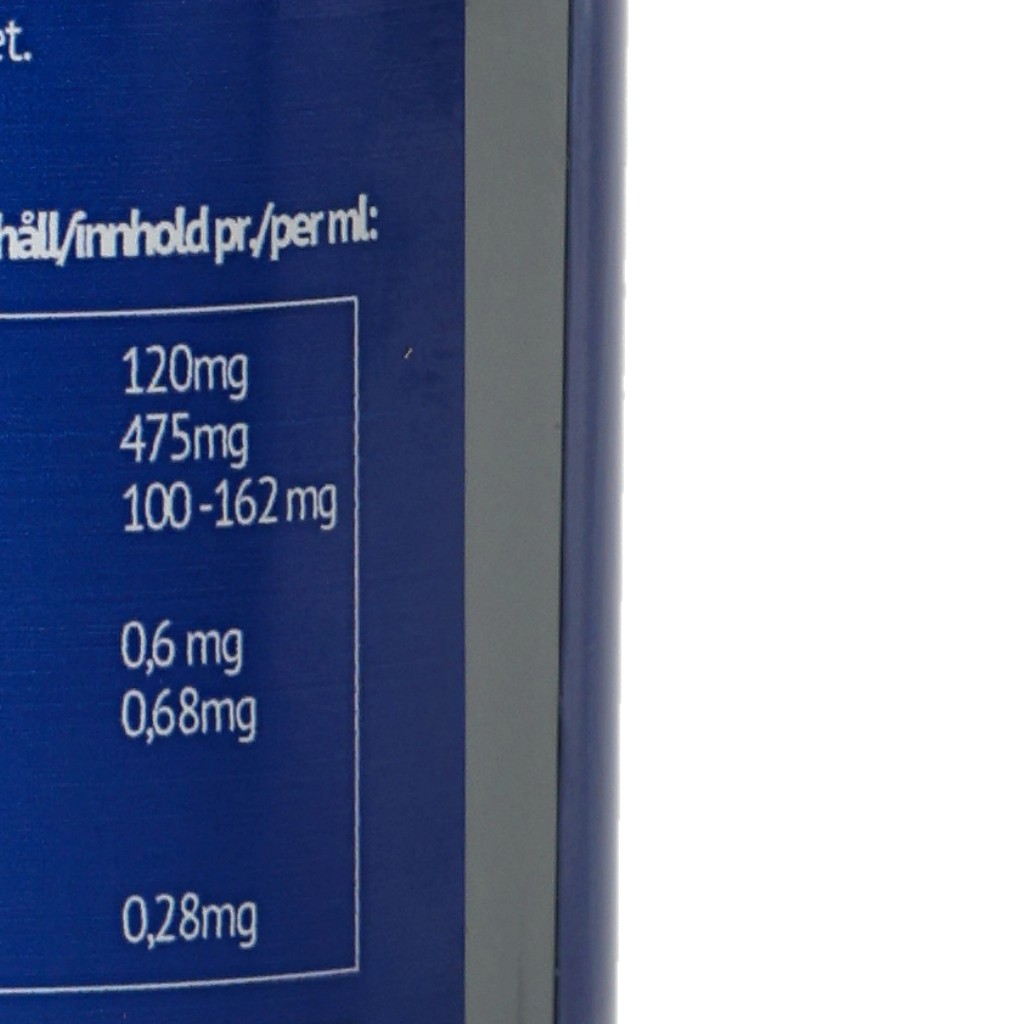 et.
håll/innhold pr./per ml:
120mg
475mg
100 -162 mg
0,6 mg
0,68mg
0,28mg